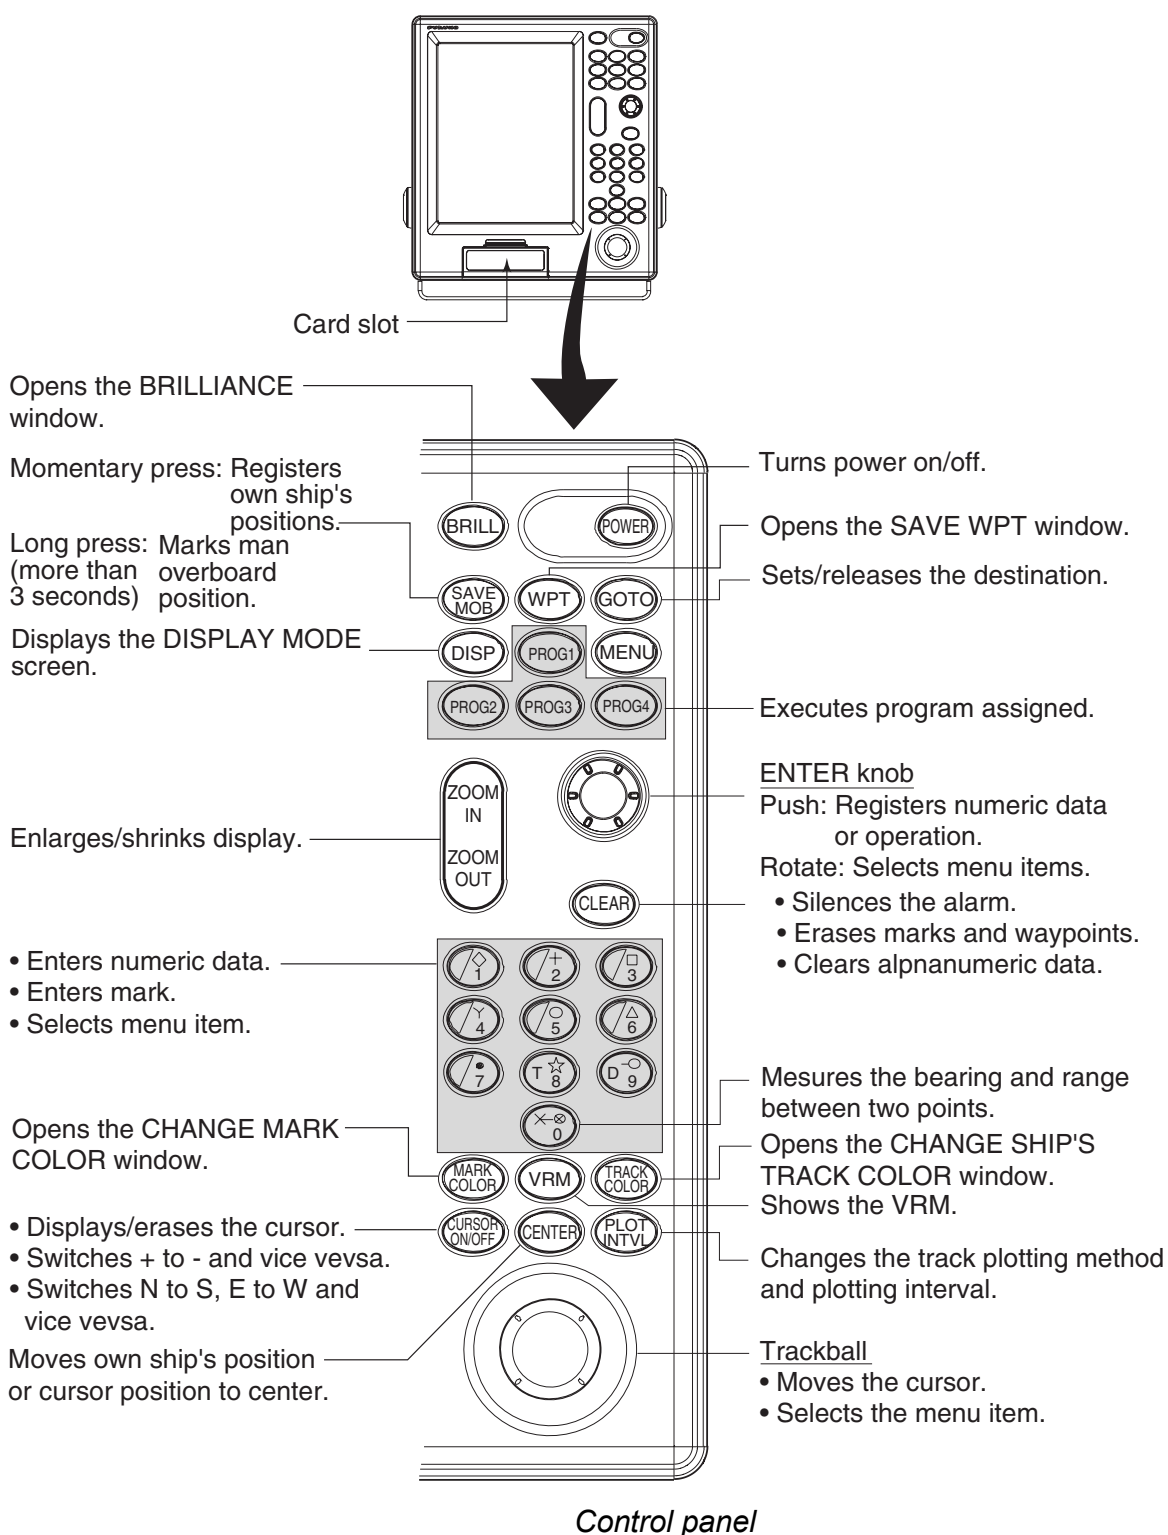 FURUNO
Card slot
Opens the BRILLIANCE
window.
Momentary press: Registers
own ship's
positions.
Long press: Marks man
(more than overboard
3 seconds) position.
Displays the DISPLAY MODE
screen.
Enlarges/shrinks display.
• Enters numeric data.
• Enters mark.
• Selects menu item.
Opens the CHANGE MARK
COLOR window.
• Displays/erases the cursor.
• Switches + to - and vice vevsa.
• Switches N to S, E to W and
vice vevsa.
Moves own ship's position
or cursor position to center.
BRILL
POWER
SAVE
MOB
WPT
GOTO
DISP
PROG1
MENU
PROG2
PROG3
PROG4
ZOOM
IN
ZOOM
OUT
CLEAR
1
2
3
4
5
6
7
T 8
D 9
0
MARK
COLOR
VRM
TRACK
COLOR
CURSOR
ON/OFF
CENTER
PLOT
INTVL
Turns power on/off.
Opens the SAVE WPT window.
Sets/releases the destination.
Executes program assigned.
ENTER knob
Push: Registers numeric data
or operation.
Rotate: Selects menu items.
• Silences the alarm.
• Erases marks and waypoints.
• Clears alpnanumeric data.
Mesures the bearing and range
between two points.
Opens the CHANGE SHIP'S
TRACK COLOR window.
Shows the VRM.
Changes the track plotting method
and plotting interval.
Trackball
• Moves the cursor.
• Selects the menu item.
Control panel